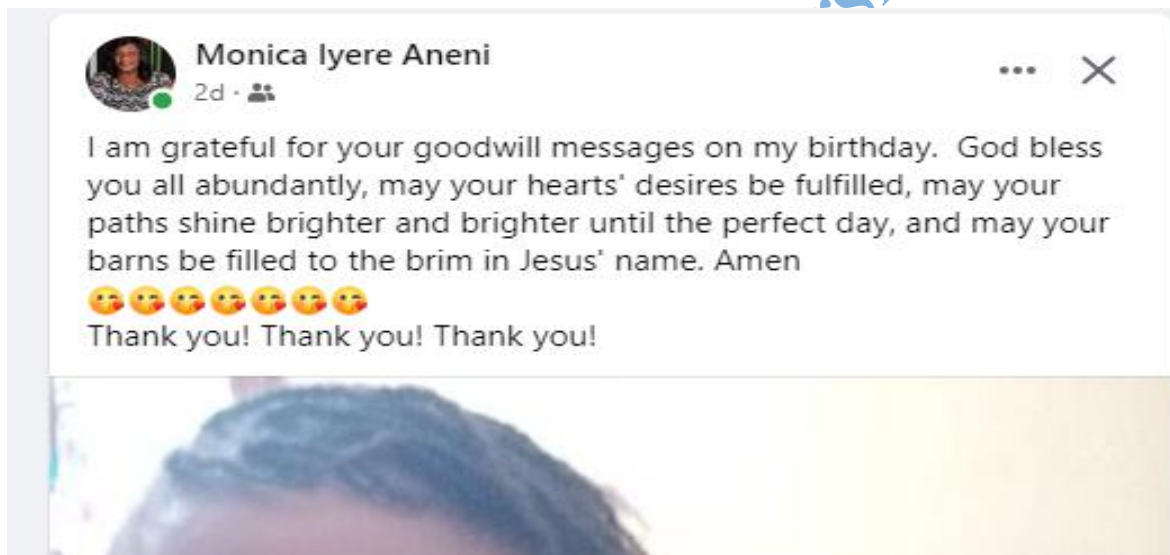 Monica Iyere Aneni
2d ·
I am grateful for your goodwill messages on my birthday.  God bless
you all abundantly, may your hearts' desires be fulfilled, may your
paths shine brighter and brighter until the perfect day, and may your
barns be filled to the brim in Jesus' name. Amen
😘😘😘😘😘😘😘
Thank you! Thank you! Thank you!